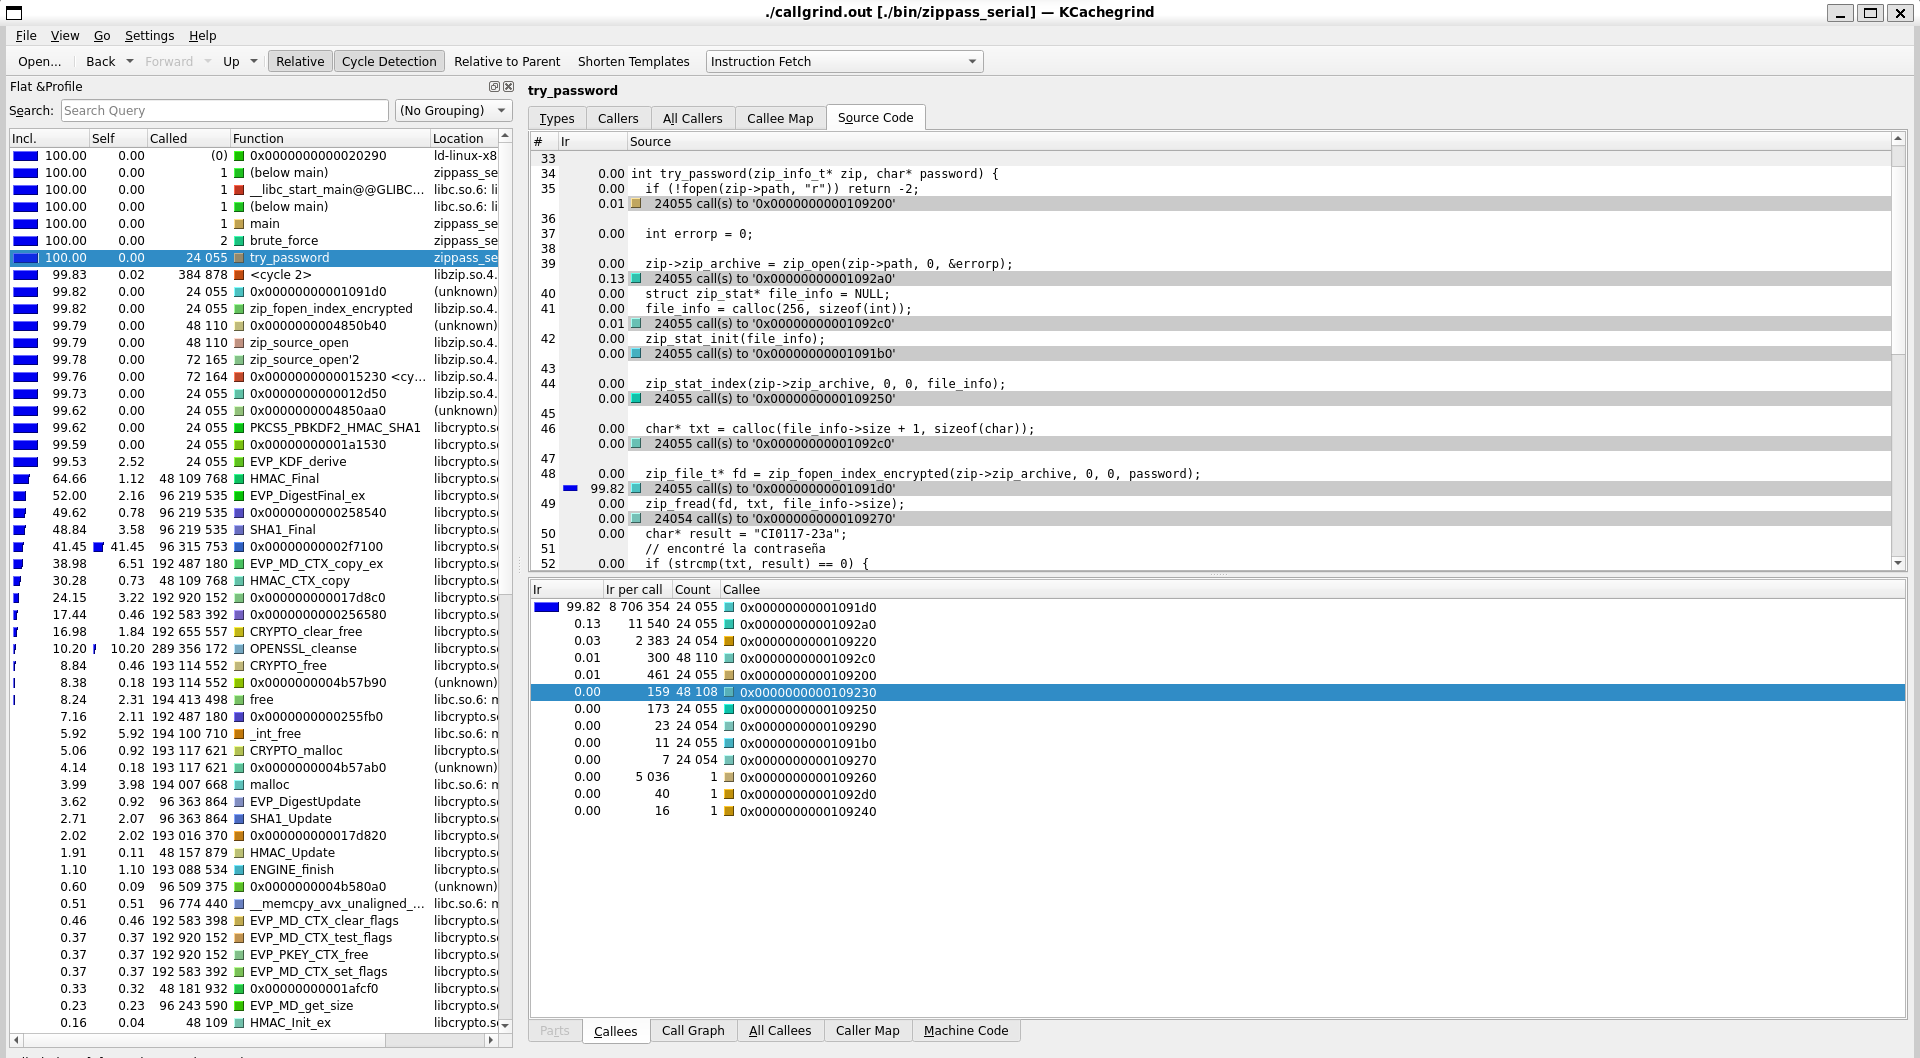 ./callgrind.out [./bin/zippass_serial] — KCachegrind
File View Go Settings Help
Open... Back Forward Up Relative Cycle Detection Relative to Parent Shorten Templates Instruction Fetch
Flat &Profile
Search: Search Query (No Grouping)
Incl. Self Called Function Location
100.00 0.00 (0) 0x0000000000020290 ld-linux-x8
100.00 0.00 1 (below main) zippass_se
100.00 0.00 1 __libc_start_main@@GLIBC... libc.so.6: li
100.00 0.00 1 (below main) libc.so.6: li
100.00 0.00 1 main zippass_se
100.00 0.00 2 brute_force zippass_se
100.00 0.00 24 055 try_password zippass_se
99.83 0.02 384 878 <cycle 2> libzip.so.4.
99.82 0.00 24 055 0x00000000001091d0 (unknown)
99.82 0.00 24 055 zip_fopen_index_encrypted libzip.so.4.
99.79 0.00 48 110 0x0000000004850b40 (unknown)
99.79 0.00 48 110 zip_source_open libzip.so.4.
99.78 0.00 72 165 zip_source_open'2 libzip.so.4.
99.76 0.00 72 164 0x0000000000015230 <cy... libzip.so.4.
99.73 0.00 24 055 0x0000000000012d50 libzip.so.4.
99.62 0.00 24 055 0x0000000004850aa0 (unknown)
99.62 0.00 24 055 PKCS5_PBKDF2_HMAC_SHA1 libcrypto.s
99.59 0.00 24 055 0x00000000001a1530 libcrypto.s
99.53 2.52 24 055 EVP_KDF_derive libcrypto.s
64.66 1.12 48 109 768 HMAC_Final libcrypto.s
52.00 2.16 96 219 535 EVP_DigestFinal_ex libcrypto.s
49.62 0.78 96 219 535 0x0000000000258540 libcrypto.s
48.84 3.58 96 219 535 SHA1_Final libcrypto.s
41.45 41.45 96 315 753 0x00000000002f7100 libcrypto.s
38.98 6.51 192 487 180 EVP_MD_CTX_copy_ex libcrypto.s
30.28 0.73 48 109 768 HMAC_CTX_copy libcrypto.s
24.15 3.22 192 920 152 0x000000000017d8c0 libcrypto.s
17.44 0.46 192 583 392 0x0000000000256580 libcrypto.s
16.98 1.84 192 655 557 CRYPTO_clear_free libcrypto.s
10.20 10.20 289 356 172 OPENSSL_cleanse libcrypto.s
8.84 0.46 193 114 552 CRYPTO_free libcrypto.s
8.38 0.18 193 114 552 0x0000000004b57b90 (unknown)
8.24 2.31 194 413 498 free libc.so.6: m
7.16 2.11 192 487 180 0x0000000000255fb0 libcrypto.s
5.92 5.92 194 100 710 _int_free libc.so.6: m
5.06 0.92 193 117 621 CRYPTO_malloc libcrypto.s
4.14 0.18 193 117 621 0x0000000004b57ab0 (unknown)
3.99 3.98 194 007 668 malloc libc.so.6: m
3.62 0.92 96 363 864 EVP_DigestUpdate libcrypto.s
2.71 2.07 96 363 864 SHA1_Update libcrypto.s
2.02 2.02 193 016 370 0x000000000017d820 libcrypto.s
1.91 0.11 48 157 879 HMAC_Update libcrypto.s
1.10 1.10 193 088 534 ENGINE_finish libcrypto.s
0.60 0.09 96 509 375 0x0000000004b580a0 (unknown)
0.51 0.51 96 774 440 __memcpy_avx_unaligned_... libc.so.6: m
0.46 0.46 192 583 398 EVP_MD_CTX_clear_flags libcrypto.s
0.37 0.37 192 920 152 EVP_MD_CTX_test_flags libcrypto.s
0.37 0.37 192 920 152 EVP_PKEY_CTX_free libcrypto.s
0.37 0.37 192 583 392 EVP_MD_CTX_set_flags libcrypto.s
0.33 0.32 48 181 932 0x00000000001afcf0 libcrypto.s
0.23 0.23 96 243 590 EVP_MD_get_size libcrypto.s
0.16 0.04 48 109 HMAC_Init_ex libcrypto.s
try_password
Types Callers All Callers Callee Map Source Code
# Ir Source
33
34 0.00 int try_password(zip_info_t* zip, char* password) {
35 0.00 if (!fopen(zip->path, "r")) return -2;
0.01 24055 call(s) to '0x0000000000109200'
36
37 0.00 int errorp = 0;
38
39 0.00 zip->zip_archive = zip_open(zip->path, 0, &errorp);
0.13 24055 call(s) to '0x00000000001092a0'
40 0.00 struct zip_stat* file_info = NULL;
41 0.00 file_info = calloc(256, sizeof(int));
0.01 24055 call(s) to '0x00000000001092c0'
42 0.00 zip_stat_init(file_info);
0.00 24055 call(s) to '0x00000000001091b0'
43
44 0.00 zip_stat_index(zip->zip_archive, 0, 0, file_info);
0.00 24055 call(s) to '0x0000000000109250'
45
46 0.00 char* txt = calloc(file_info->size + 1, sizeof(char));
0.00 24055 call(s) to '0x00000000001092c0'
47
48 0.00 zip_file_t* fd = zip_fopen_index_encrypted(zip->zip_archive, 0, 0, password);
99.82 24055 call(s) to '0x00000000001091d0'
49 0.00 zip_fread(fd, txt, file_info->size);
0.00 24054 call(s) to '0x0000000000109270'
50 0.00 char* result = "CI0117-23a";
51 // encontré la contraseña
52 0.00 if (strcmp(txt, result) == 0) {
Ir Ir per call Count Callee
99.82 8 706 354 24 055 0x00000000001091d0
0.13 11 540 24 055 0x00000000001092a0
0.03 2 383 24 054 0x0000000000109220
0.01 300 48 110 0x00000000001092c0
0.01 461 24 055 0x0000000000109200
0.00 159 48 108 0x0000000000109230
0.00 173 24 055 0x0000000000109250
0.00 23 24 054 0x0000000000109290
0.00 11 24 055 0x00000000001091b0
0.00 7 24 054 0x0000000000109270
0.00 5 036 1 0x0000000000109260
0.00 40 1 0x00000000001092d0
0.00 16 1 0x0000000000109240
Parts Callees Call Graph All Callees Caller Map Machine Code